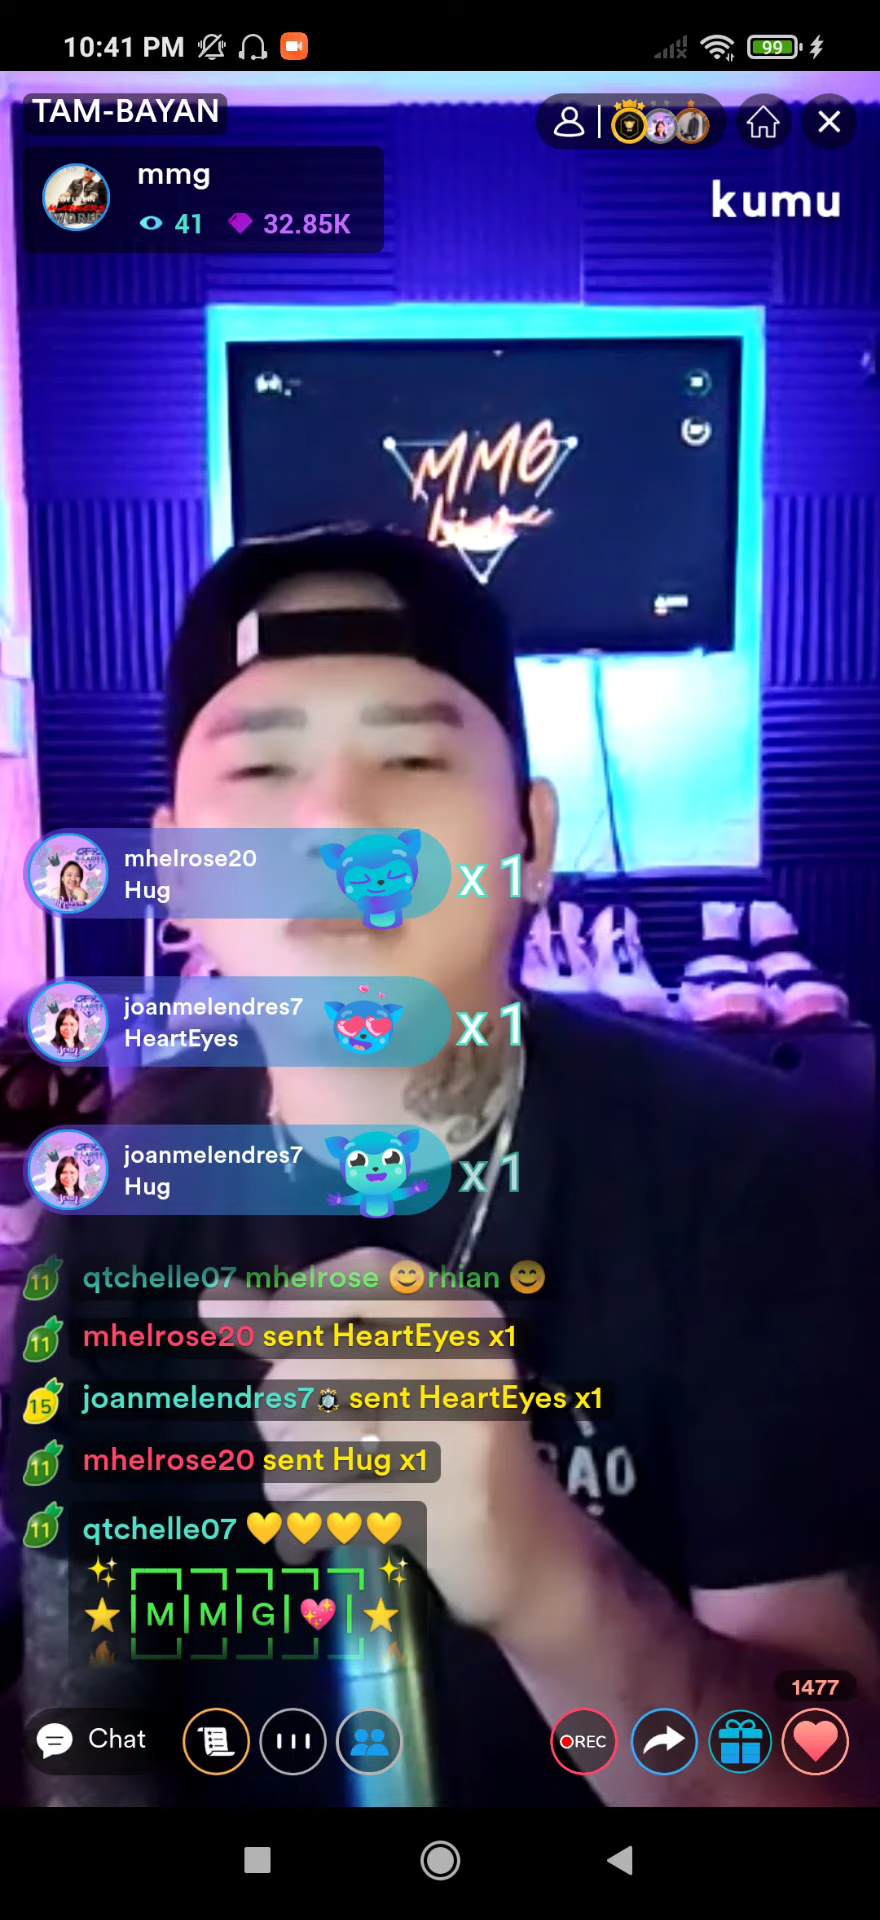 10:41 PM
99
TAM-BAYAN
mmg
41 32.85K
kumu
MMG
mhelrose20
Hug
x 1
joanmelendres7
HeartEyes
x 1
joanmelendres7
Hug
x 1
11 qtchelle07 mhelrose 😊rhian 😊
11 mhelrose20 sent HeartEyes x1
15 joanmelendres7 sent HeartEyes x1
11 mhelrose20 sent Hug x1
11 qtchelle07 💛💛💛💛
✨┏━┓━┓━┓━┓━┓✨
⭐┃M┃M┃G┃💖┃⭐
🔥┗━┛━┛━┛━┛━┛🔥
1477
Chat
REC